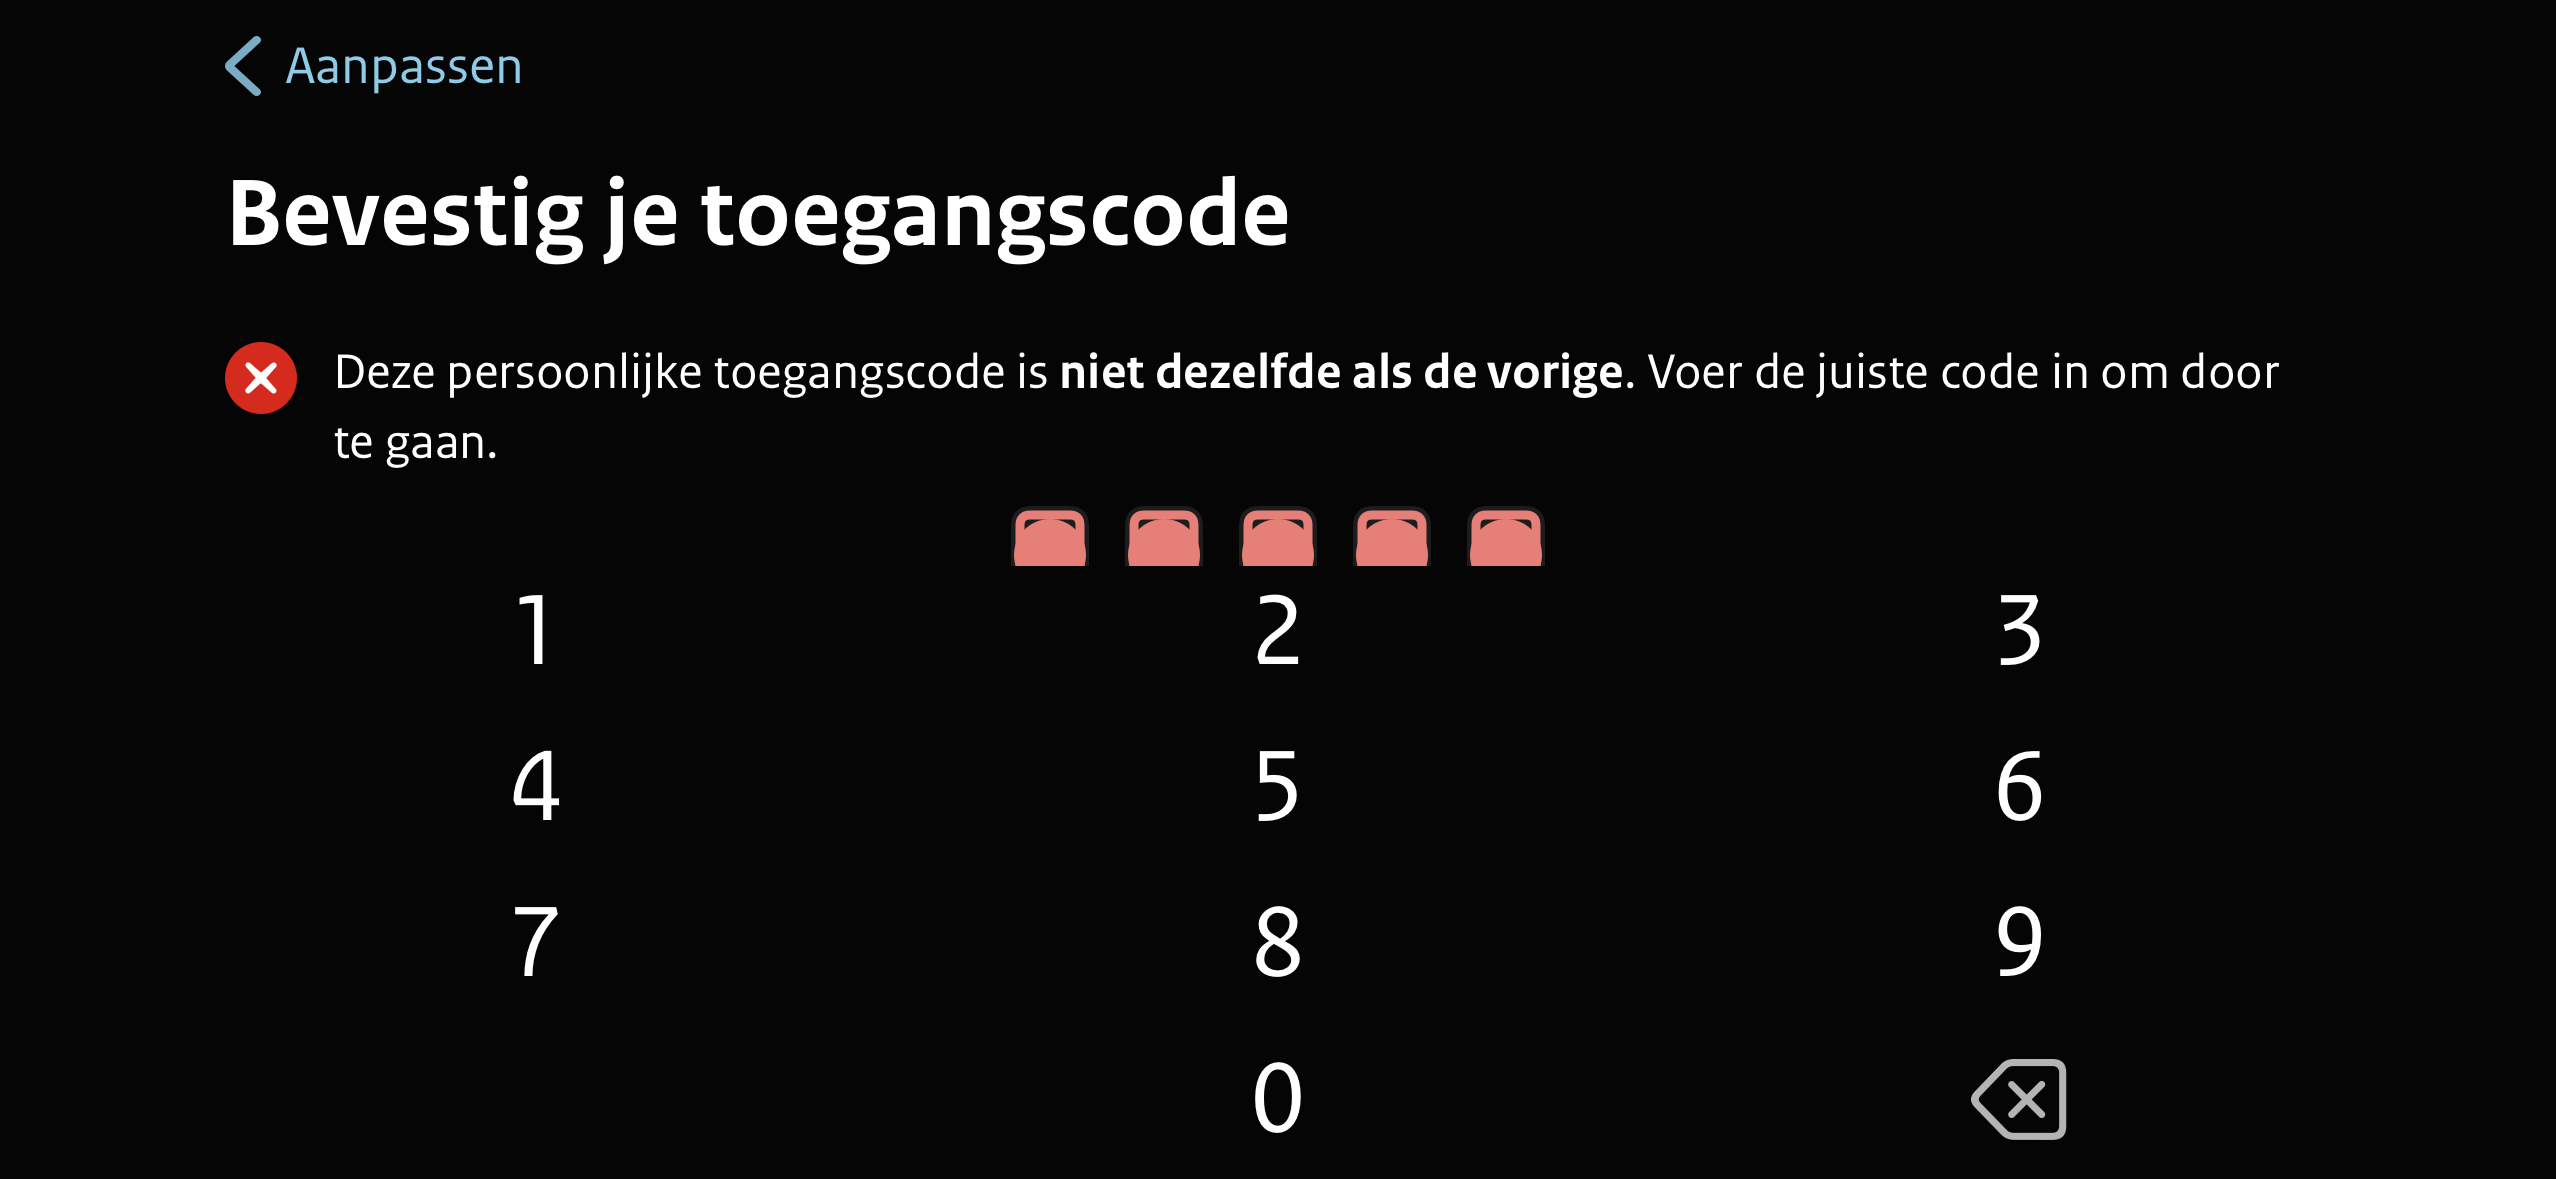 Aanpassen
Bevestig je toegangscode
Deze persoonlijke toegangscode is niet dezelfde als de vorige. Voer de juiste code in om door
te gaan.
1 2 3
4 5 6
7 8 9
0